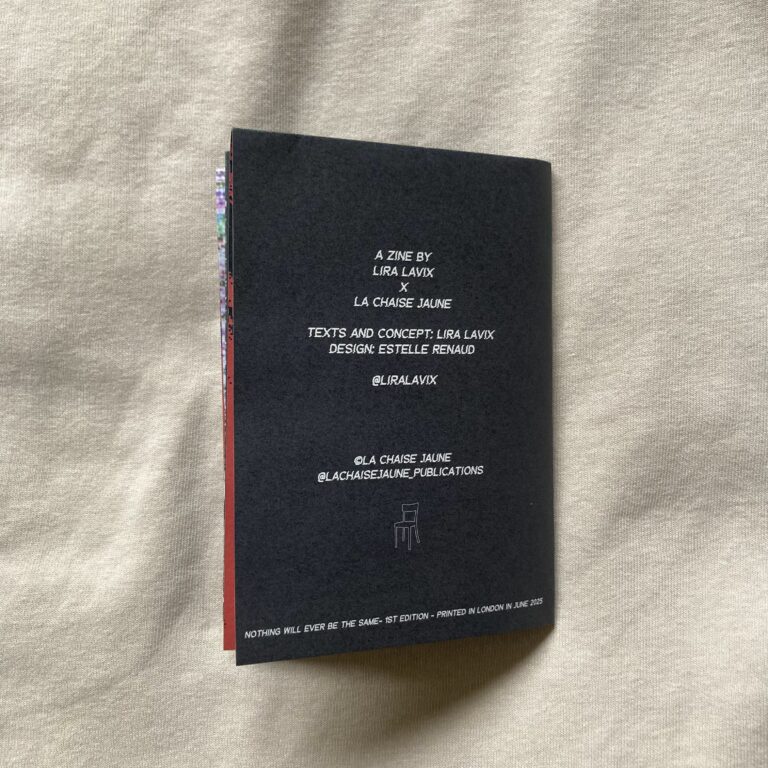 A ZINE BY
LIRA LAVIX
X
LA CHAISE JAUNE
TEXTS AND CONCEPT: LIRA LAVIX
DESIGN: ESTELLE RENAUD
@LIRALAVIX
©LA CHAISE JAUNE
@LACHAISEJAUNE_PUBLICATIONS
NOTHING WILL EVER BE THE SAME- 1ST EDITION - PRINTED IN LONDON IN JUNE 2025